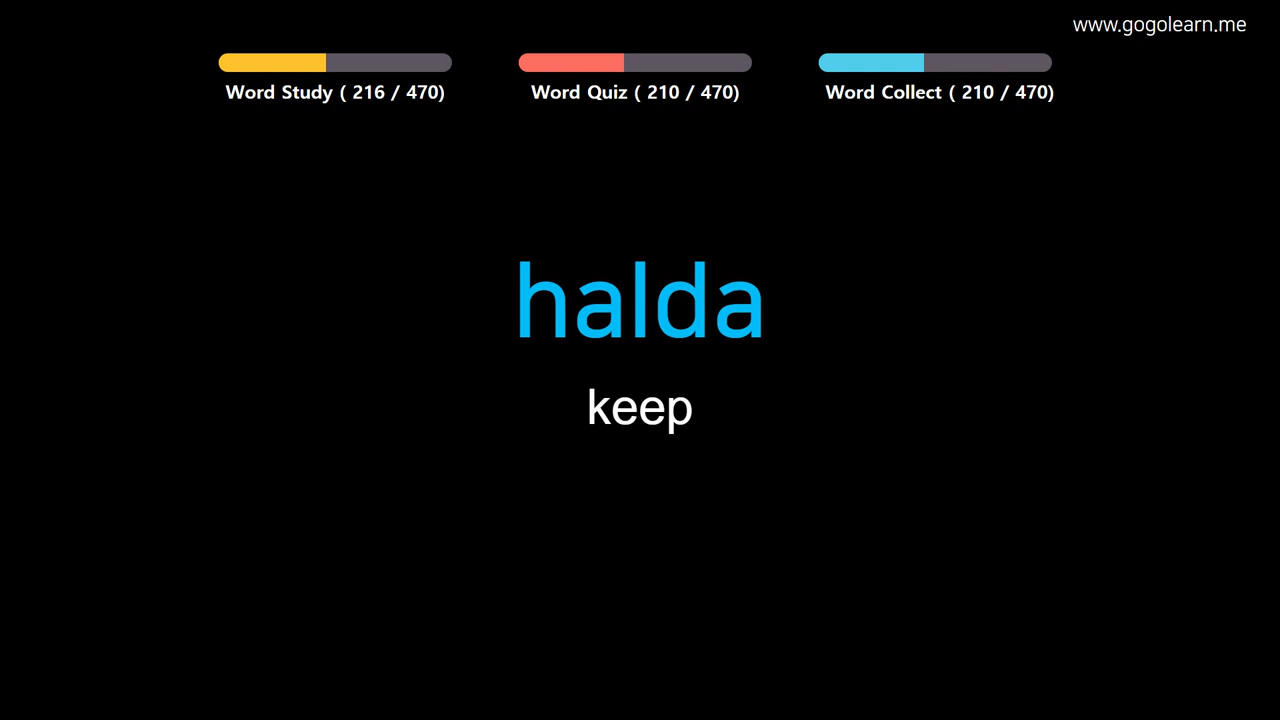 www.gogolearn.me
Word Study ( 216 / 470)
Word Quiz ( 210 / 470)
Word Collect ( 210 / 470)
halda
keep